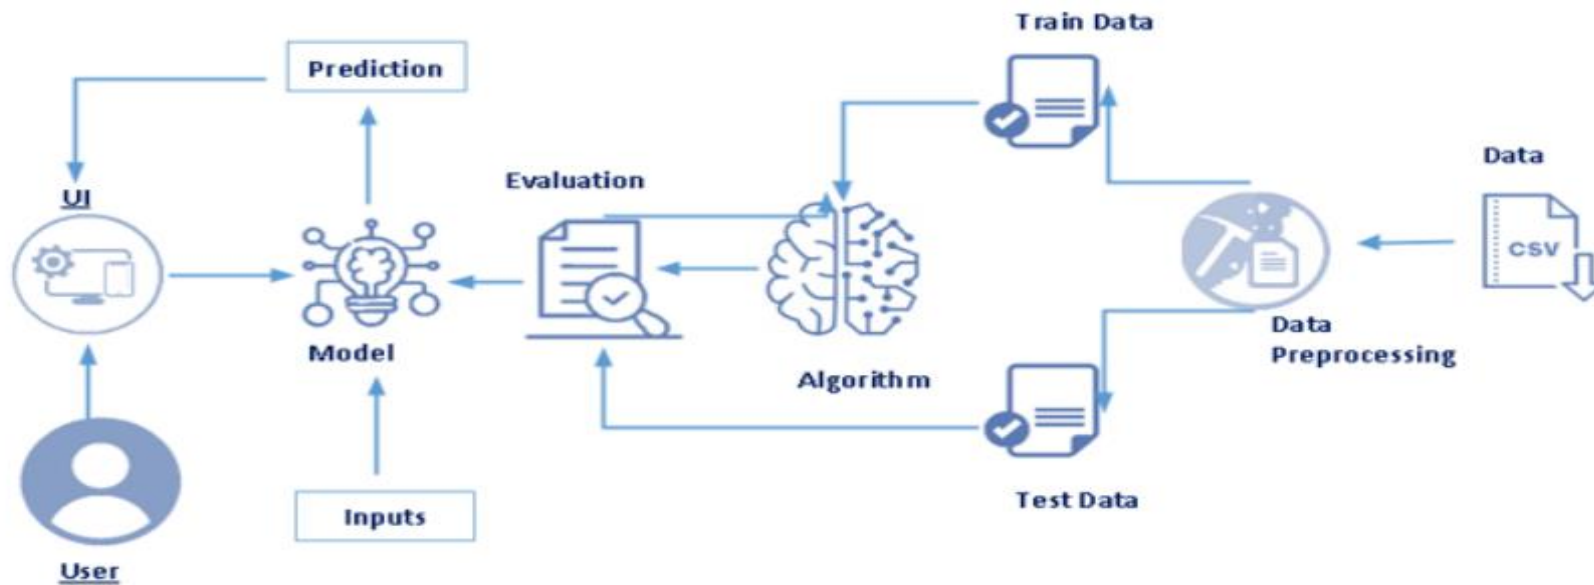 Train Data
Prediction
Data
Evaluation
UI
CSV
Data
Preprocessing
Model
Algorithm
Test Data
Inputs
User